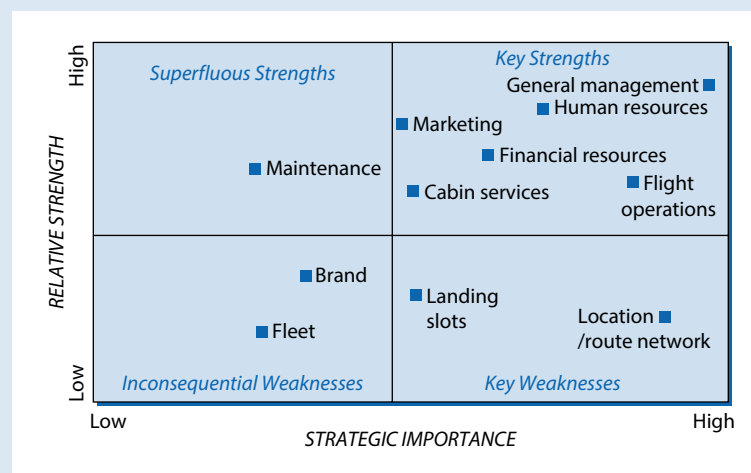 High
Superfluous Strengths
Key Strengths
General management
Human resources
Marketing
Financial resources
Maintenance
Cabin services
Flight
operations
RELATIVE STRENGTH
Brand
Landing
slots
Fleet
Location
/route network
Inconsequential Weaknesses
Key Weaknesses
Low
Low
High
STRATEGIC IMPORTANCE